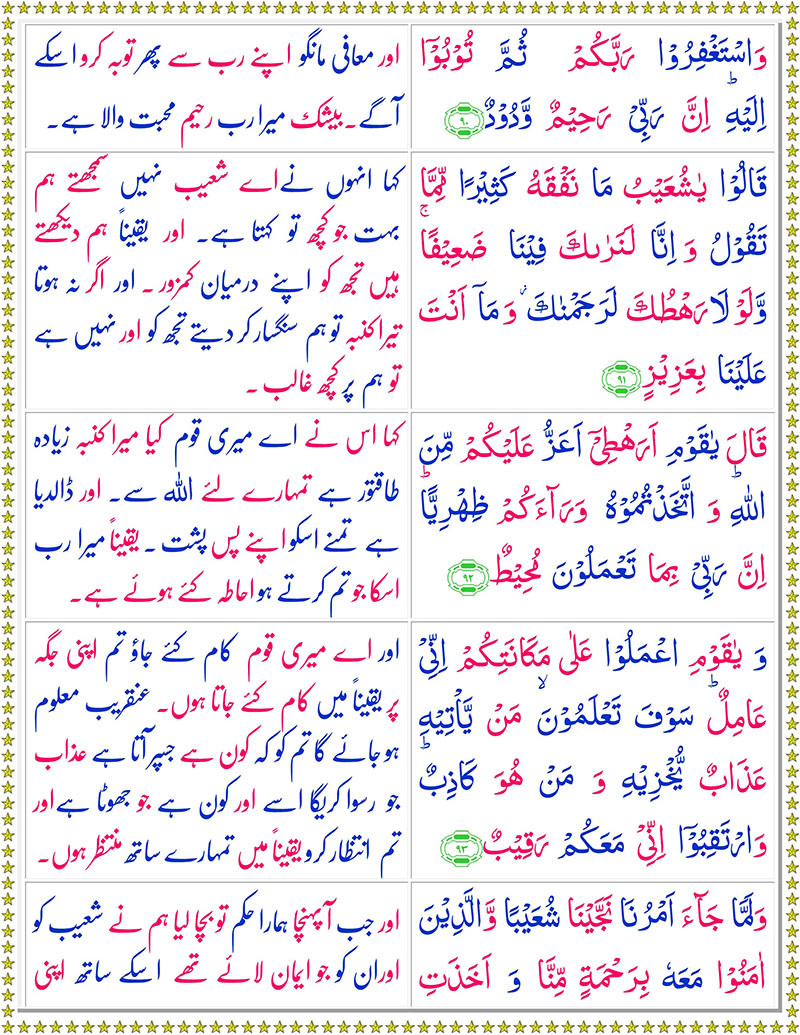 وَاسْتَغْفِرُوْا رَبَّكُمْ ثُمَّ تُوْبُوْۤا
اِلَيْهِ ؕ اِنَّ رَبِّىْ رَحِيْمٌ وَّدُوْدٌ ۹۰
اور معافی مانگو اپنے رب سے پھر توبہ کرو اسکے
آگے۔ بیشک میرا رب رحیم محبت والا ہے۔
قَالُوْا يٰشُعَيْبُ مَا نَفْقَهُ كَثِيْرًا مِّمَّا
تَقُوْلُ وَ اِنَّا لَنَرٰٮكَ فِيْنَا ضَعِيْفًا ۚ
وَّلَوْ لَا رَهْطُكَ لَرَجَمْنٰكَ ۫ وَ مَاۤ اَنْتَ
عَلَيْنَا بِعَزِيْزٍ ۹۱
کہا انہوں نے اے شعیب نہیں سمجھتے ہم
بہت جو کچھ تو کہتا ہے۔ اور یقیناً ہم دیکھتے
ہیں تجھ کو اپنے درمیان کمزور۔ اور اگر نہ ہوتا
تیرا کنبہ تو ہم سنگسار کر دیتے تجھ کو اور نہیں ہے
تو ہم پر کچھ غالب۔
قَالَ يٰقَوْمِ اَرَهْطِىْۤ اَعَزُّ عَلَيْكُمْ مِّنَ
اللّٰهِ ؕ وَ اتَّخَذْتُمُوْهُ وَرَآءَكُمْ ظِهْرِيًّا ؕ
اِنَّ رَبِّىْ بِمَا تَعْمَلُوْنَ مُحِيْطٌ ۹۲
کہا اس نے اے میری قوم کیا میرا کنبہ زیادہ
طاقتور ہے تمہارے لئے اللہ سے۔ اور ڈالدیا
ہے تمنے اسکو اپنے پس پشت۔ یقیناً میرا رب
اسکا جو تم کرتے ہو احاطہ کئے ہوئے ہے۔
وَ يٰقَوْمِ اعْمَلُوْا عَلٰى مَكَانَتِكُمْ اِنِّىْ
عَامِلٌ ؕ سَوْفَ تَعْلَمُوْنَ ۙ مَنْ يَّاْتِيْهِ
عَذَابٌ يُّخْزِيْهِ وَ مَنْ هُوَ كَاذِبٌ ؕ
وَارْتَقِبُوْۤا اِنِّىْ مَعَكُمْ رَقِيْبٌ ۹۳
اور اے میری قوم کام کئے جاؤ تم اپنی جگہ
پر یقیناً میں کام کئے جاتا ہوں۔ عنقریب معلوم
ہو جائے گا تم کو کہ کون ہے جسپر آتا ہے عذاب
جو رسوا کریگا اسے اور کون ہے جو جھوٹا ہے اور
تم انتظار کرو یقیناً میں تمہارے ساتھ منتظر ہوں۔
وَلَمَّا جَآءَ اَمْرُنَا نَجَّيْنَا شُعَيْبًا وَّالَّذِيْنَ
اٰمَنُوْا مَعَهٗ بِرَحْمَةٍ مِّنَّا وَ اَخَذَتِ
اور جب آ پہنچا ہمارا حکم تو بچا لیا ہم نے شعیب کو
اور ان کو جو ایمان لائے تھے اسکے ساتھ اپنی